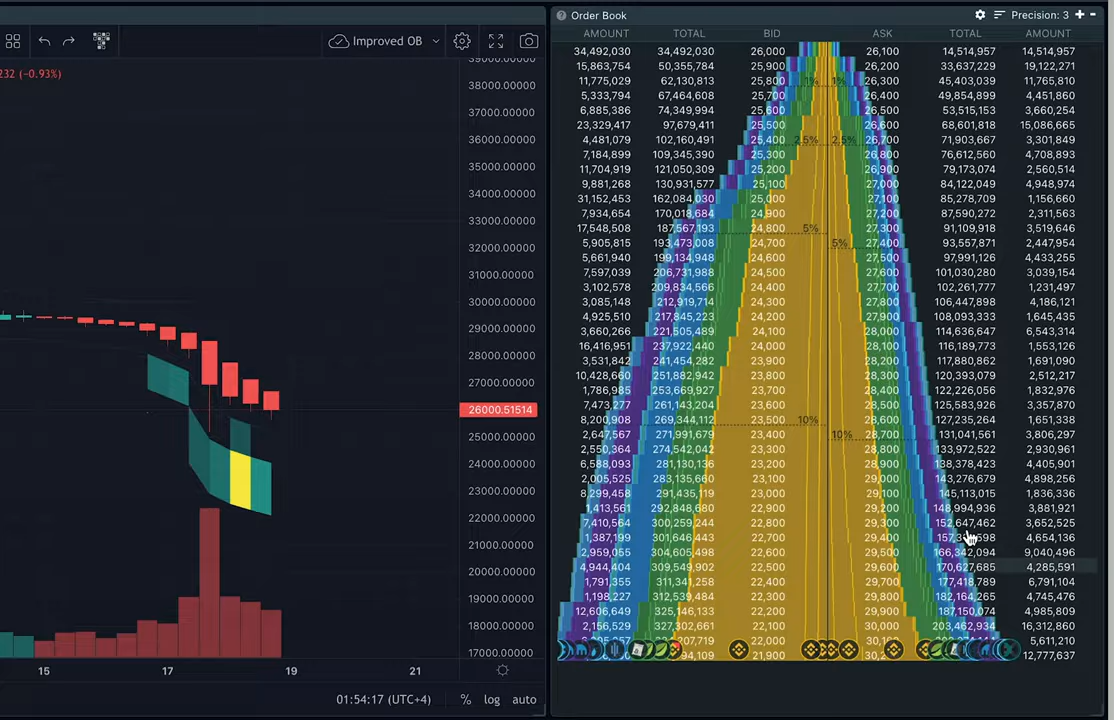 Order Book
Precision: 3
AMOUNT TOTAL BID ASK TOTAL AMOUNT
34,492,030 34,492,030 26,000 26,100 14,514,957 14,514,957
15,863,754 50,355,784 25,900 26,200 33,637,229 19,122,271
11,775,029 62,130,813 25,800 1% 1% 26,300 45,403,039 11,765,810
5,333,794 67,464,608 25,700 26,400 49,854,899 4,451,860
6,885,386 74,349,994 25,600 26,500 53,515,153 3,660,254
23,329,417 97,679,411 25,500 26,600 68,601,818 15,086,665
4,481,079 102,160,491 25,400 2.5% 2.5% 26,700 71,903,667 3,301,849
7,184,899 109,345,390 25,300 26,800 76,612,560 4,708,893
11,704,919 121,050,309 25,200 26,900 79,173,074 2,560,514
9,881,268 130,931,577 25,100 27,000 84,122,049 4,948,974
31,152,453 162,084,030 25,000 27,100 85,278,709 1,156,660
7,934,654 170,018,684 24,900 27,200 87,590,272 2,311,563
17,548,508 187,567,193 24,800 5% 27,300 91,109,918 3,519,646
5,905,815 193,473,008 24,700 5% 27,400 93,557,871 2,447,954
5,661,940 199,134,948 24,600 27,500 97,991,126 4,433,255
7,597,039 206,731,988 24,500 27,600 101,030,280 3,039,154
3,102,578 209,834,566 24,400 27,700 102,261,777 1,231,497
3,085,148 212,919,714 24,300 27,800 106,447,898 4,186,121
4,925,510 217,845,223 24,200 27,900 108,093,333 1,645,435
3,660,266 221,505,489 24,100 28,000 114,636,647 6,543,314
16,416,951 237,922,440 24,000 28,100 116,189,773 1,553,126
3,531,842 241,454,282 23,900 28,200 117,880,862 1,691,090
10,428,660 251,882,942 23,800 28,300 120,393,079 2,512,217
1,786,985 253,669,927 23,700 28,400 122,226,056 1,832,976
7,473,277 261,143,204 23,600 28,500 125,583,926 3,357,870
8,200,908 269,344,112 23,500 10% 28,600 127,235,264 1,651,338
2,647,567 271,991,679 23,400 10% 28,700 131,041,561 3,806,297
2,550,364 274,542,042 23,300 28,800 133,972,522 2,930,961
6,588,093 281,130,136 23,200 28,900 138,378,423 4,405,901
2,005,525 283,135,660 23,100 29,000 143,276,679 4,898,256
8,299,458 291,435,119 23,000 29,100 145,113,015 1,836,336
1,413,561 292,848,680 22,900 29,200 148,994,936 3,881,921
7,410,564 300,259,244 22,800 29,300 152,647,462 3,652,525
1,387,199 301,646,443 22,700 29,400 4,654,136
2,959,055 304,605,498 22,600 29,500 166,342,094 9,040,496
4,944,404 309,549,902 22,500 29,600 170,627,685 4,285,591
1,791,355 311,341,258 22,400 29,700 177,418,789 6,791,104
1,198,227 312,539,484 22,300 29,800 182,164,265 4,745,476
12,606,649 325,146,133 22,200 29,900 187,150,074 4,985,809
2,156,529 327,302,661 22,100 30,000 203,462,934 16,312,860
22,000 5,611,210
21,900 12,777,637
Improved OB
232 (−0.93%)
39000.00000
38000.00000
37000.00000
36000.00000
35000.00000
34000.00000
33000.00000
32000.00000
31000.00000
30000.00000
29000.00000
28000.00000
27000.00000
26000.51514
25000.00000
24000.00000
23000.00000
22000.00000
21000.00000
20000.00000
19000.00000
18000.00000
17000.00000
15 17 19 21
01:54:17 (UTC+4) % log auto